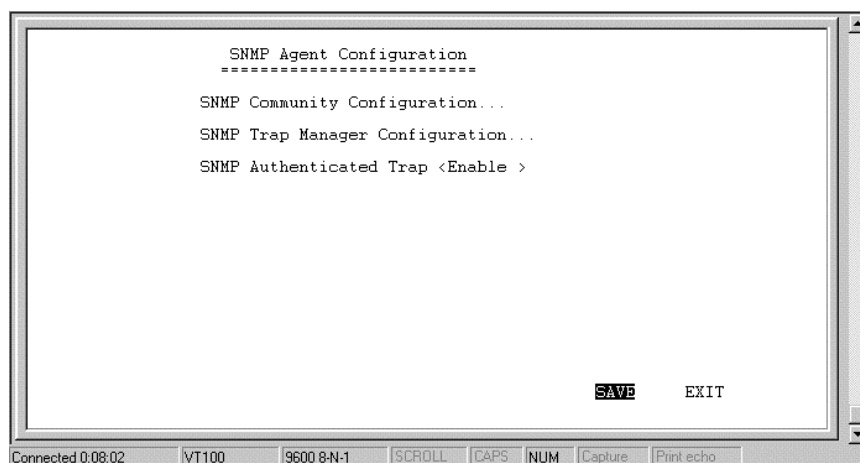 SNMP Agent Configuration
==========================
SNMP Community Configuration...
SNMP Trap Manager Configuration...
SNMP Authenticated Trap <Enable >
SAVE EXIT
Connected 0:08:02 VT100 9600 8-N-1 SCROLL CAPS NUM Capture Print echo